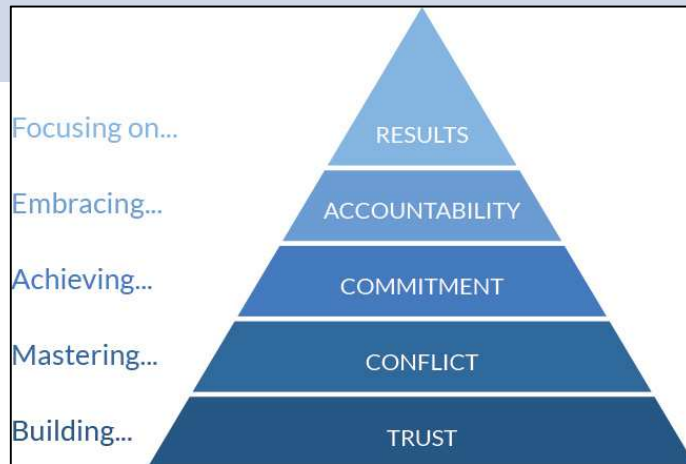 Focusing on... RESULTS
Embracing... ACCOUNTABILITY
Achieving... COMMITMENT
Mastering... CONFLICT
Building... TRUST